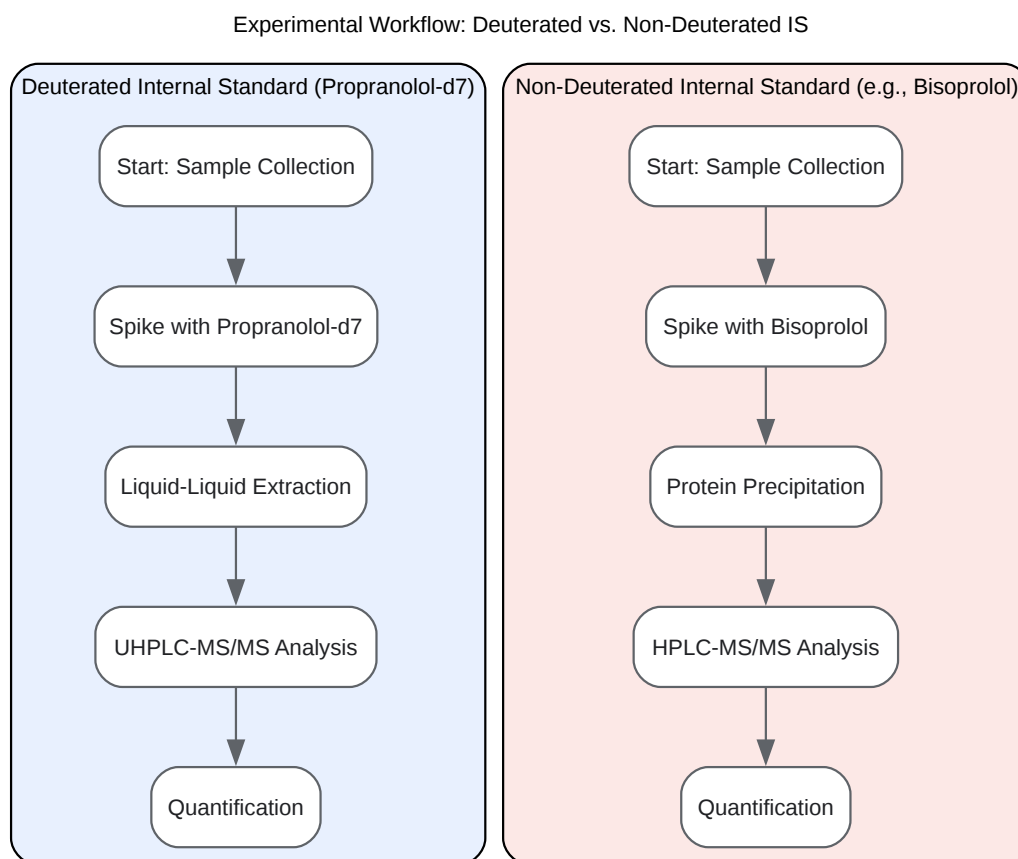 Experimental Workflow: Deuterated vs. Non-Deuterated IS
Deuterated Internal Standard (Propranolol-d7)
Start: Sample Collection
Spike with Propranolol-d7
Liquid-Liquid Extraction
UHPLC-MS/MS Analysis
Quantification
Non-Deuterated Internal Standard (e.g., Bisoprolol)
Start: Sample Collection
Spike with Bisoprolol
Protein Precipitation
HPLC-MS/MS Analysis
Quantification